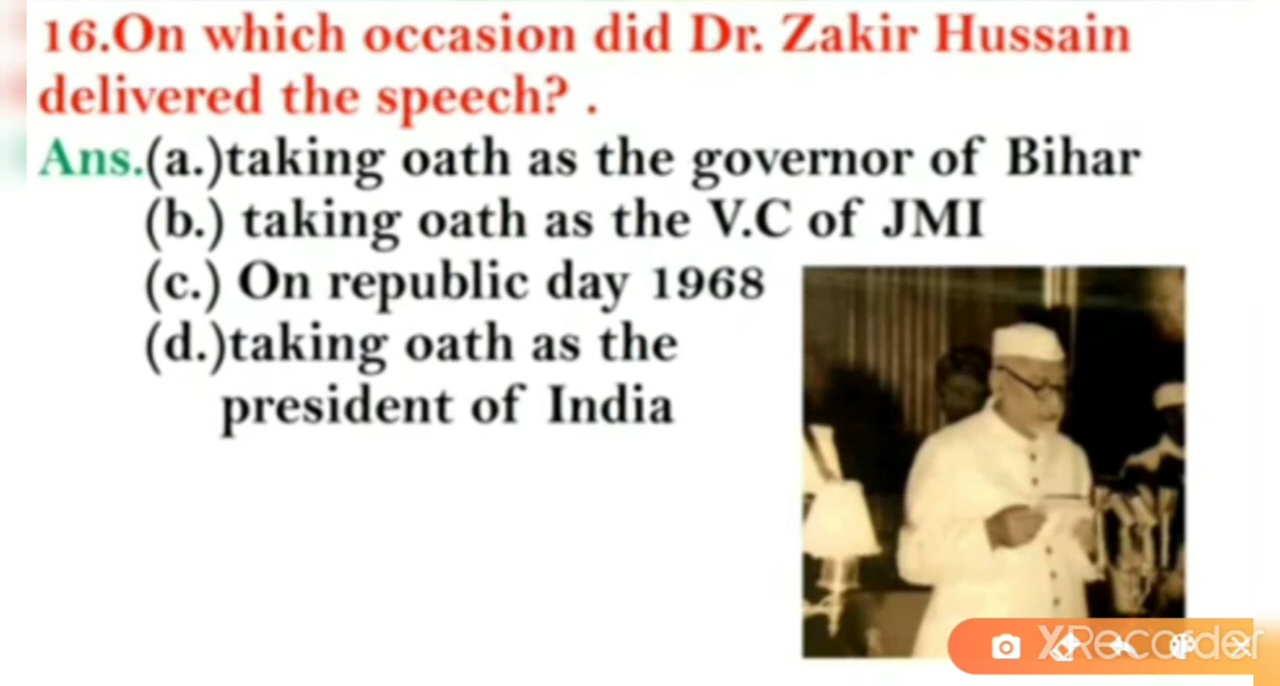 16.On which occasion did Dr. Zakir Hussain
delivered the speech? .
Ans.(a.)taking oath as the governor of Bihar
(b.) taking oath as the V.C of JMI
(c.) On republic day 1968
(d.)taking oath as the
president of India
XRecorder